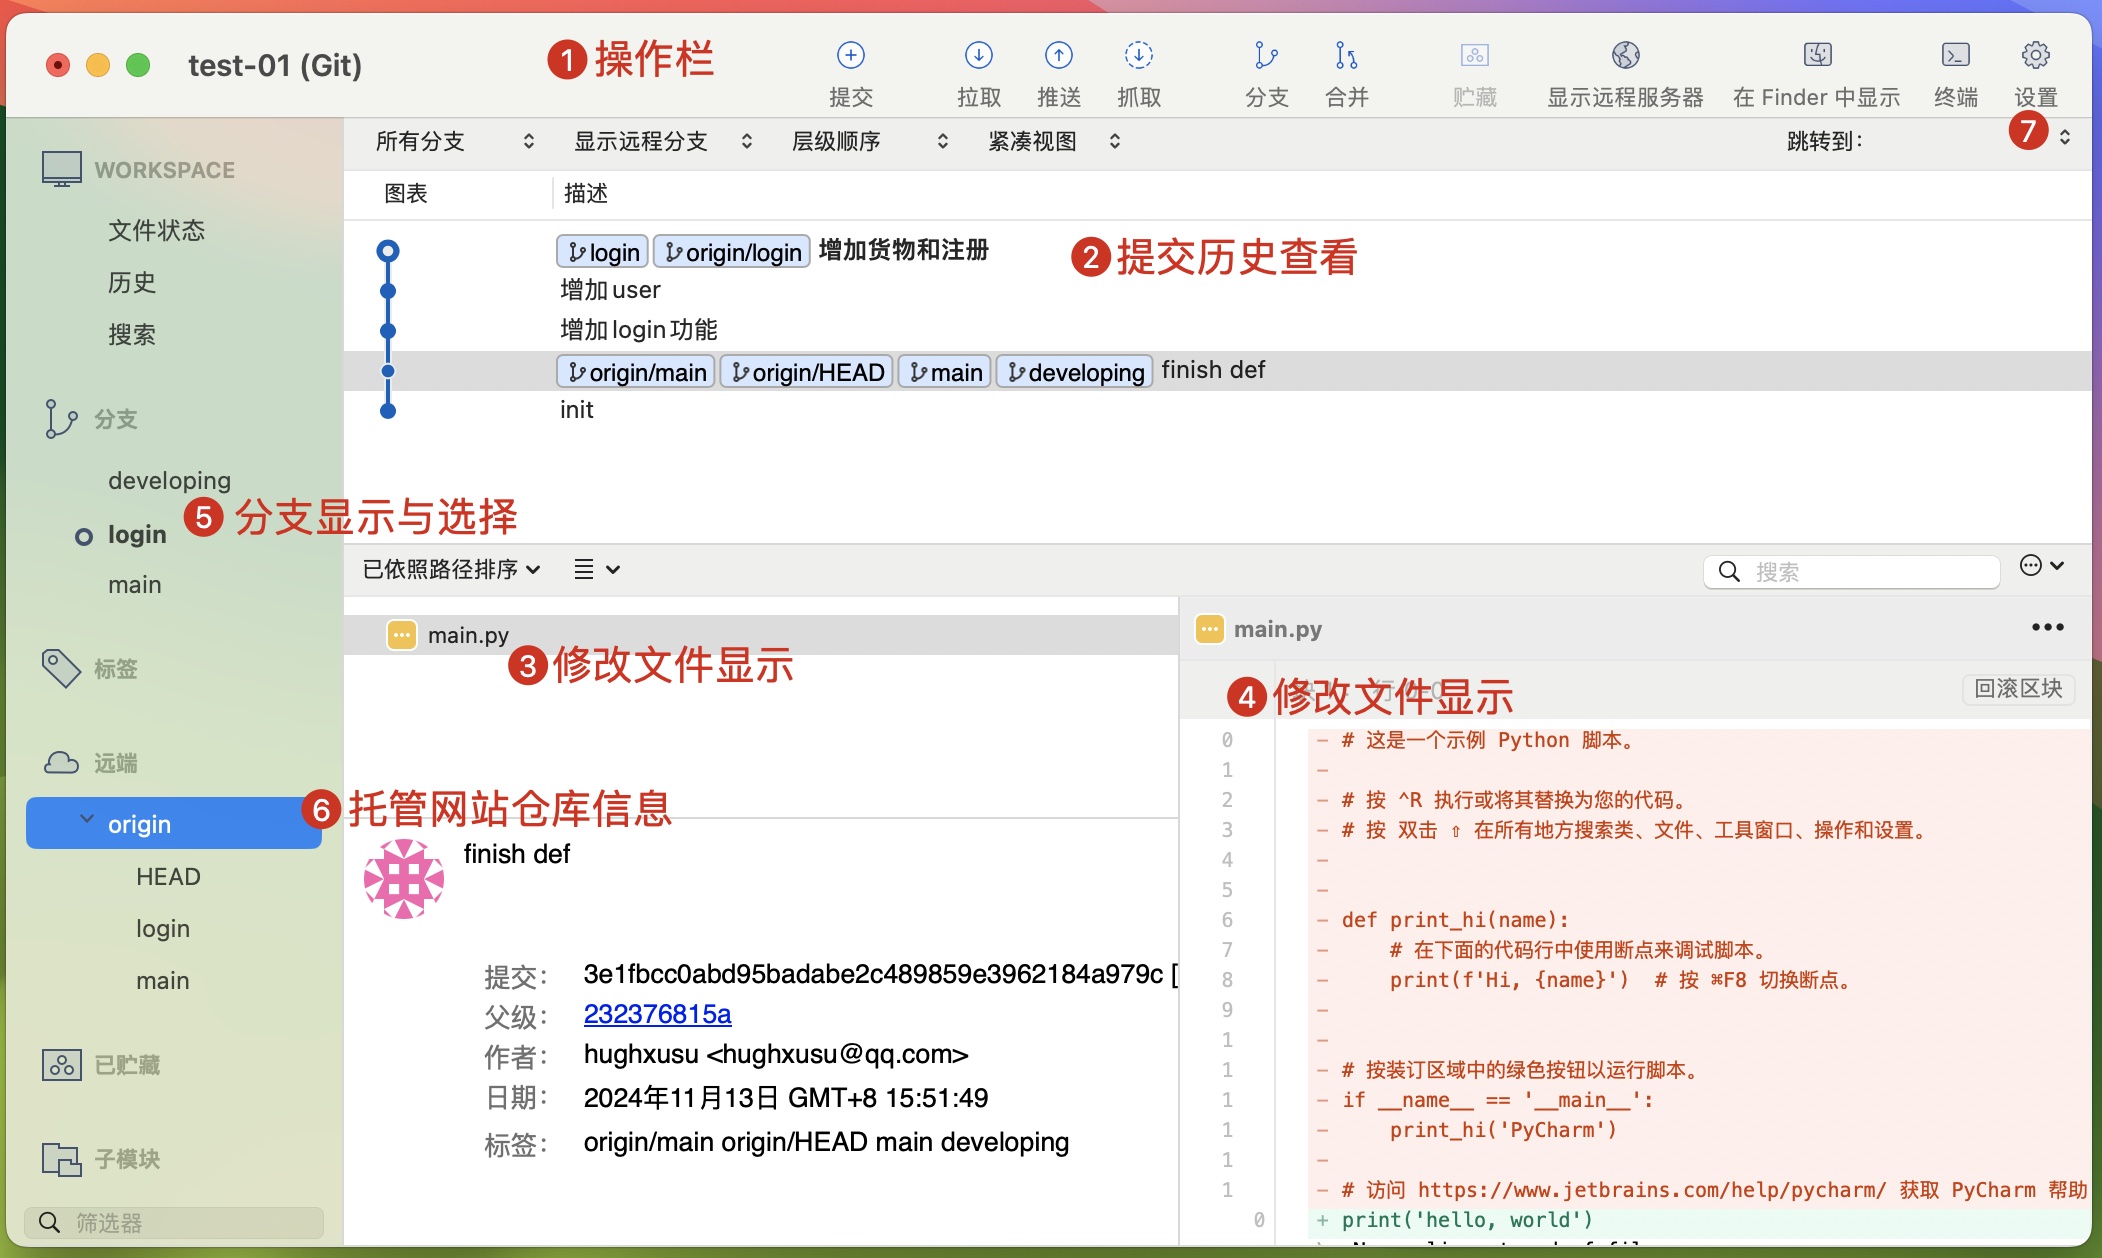 test-01 (Git)
1 操作栏
提交
拉取
推送
抓取
分支
合并
贮藏
显示远程服务器
在 Finder 中显示
终端
设置
7
所有分支
显示远程分支
层级顺序
紧凑视图
跳转到：
WORKSPACE
文件状态
历史
搜索
分支
developing
login
main
5 分支显示与选择
标签
远端
origin
6 托管网站仓库信息
HEAD
login
main
已贮藏
子模块
筛选器
图表 描述
login origin/login 增加货物和注册
2 提交历史查看
增加user
增加login功能
origin/main origin/HEAD main developing finish def
init
已依照路径排序
搜索
main.py
3 修改文件显示
finish def
提交： 3e1fbcc0abd95badabe2c489859e3962184a979c [
父级： 232376815a
作者： hughxusu <hughxusu@qq.com>
日期： 2024年11月13日 GMT+8 15:51:49
标签： origin/main origin/HEAD main developing
main.py
4 修改文件显示
回滚区块
0 - # 这是一个示例 Python 脚本。
1 -
2 - # 按 ^R 执行或将其替换为您的代码。
3 - # 按 双击 ⇧ 在所有地方搜索类、文件、工具窗口、操作和设置。
4 -
5 -
6 - def print_hi(name):
7 - # 在下面的代码行中使用断点来调试脚本。
8 - print(f'Hi, {name}') # 按 ⌘F8 切换断点。
9 -
1 -
1 - # 按装订区域中的绿色按钮以运行脚本。
1 - if __name__ == '__main__':
1 - print_hi('PyCharm')
1 -
1 - # 访问 https://www.jetbrains.com/help/pycharm/ 获取 PyCharm 帮助
0 + print('hello, world')